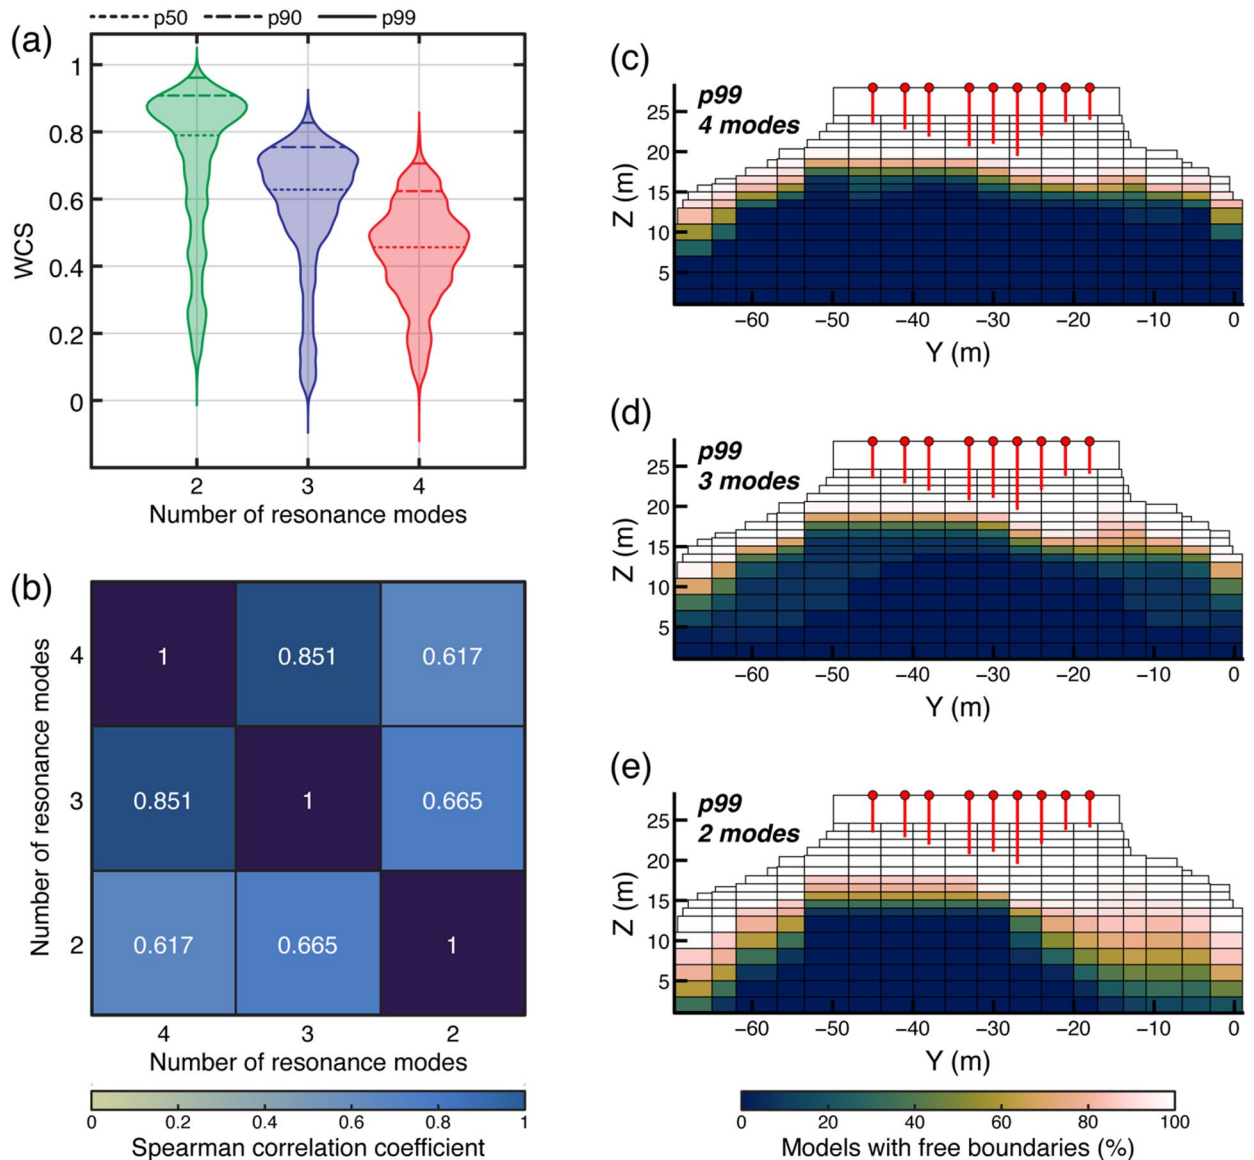 p50 p90 p99
(a)
1
0.8
0.6
0.4
0.2
0
WCS
2 3 4
Number of resonance modes
(b)
4 1 0.851 0.617
3 0.851 1 0.665
2 0.617 0.665 1
Number of resonance modes
4 3 2
Number of resonance modes
0 0.2 0.4 0.6 0.8 1
Spearman correlation coefficient
(c)
p99
4 modes
25
20
15
10
5
Z (m)
−60 −50 −40 −30 −20 −10 0
Y (m)
(d)
p99
3 modes
25
20
15
10
5
Z (m)
−60 −50 −40 −30 −20 −10 0
Y (m)
(e)
p99
2 modes
25
20
15
10
5
Z (m)
−60 −50 −40 −30 −20 −10 0
Y (m)
0 20 40 60 80 100
Models with free boundaries (%)